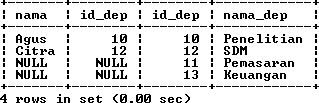 nama id_dep id_dep nama_dep
Agus 10 10 Penelitian
Citra 12 12 SDM
NULL NULL 11 Pemasaran
NULL NULL 13 Keuangan
4 rows in set (0.00 sec)